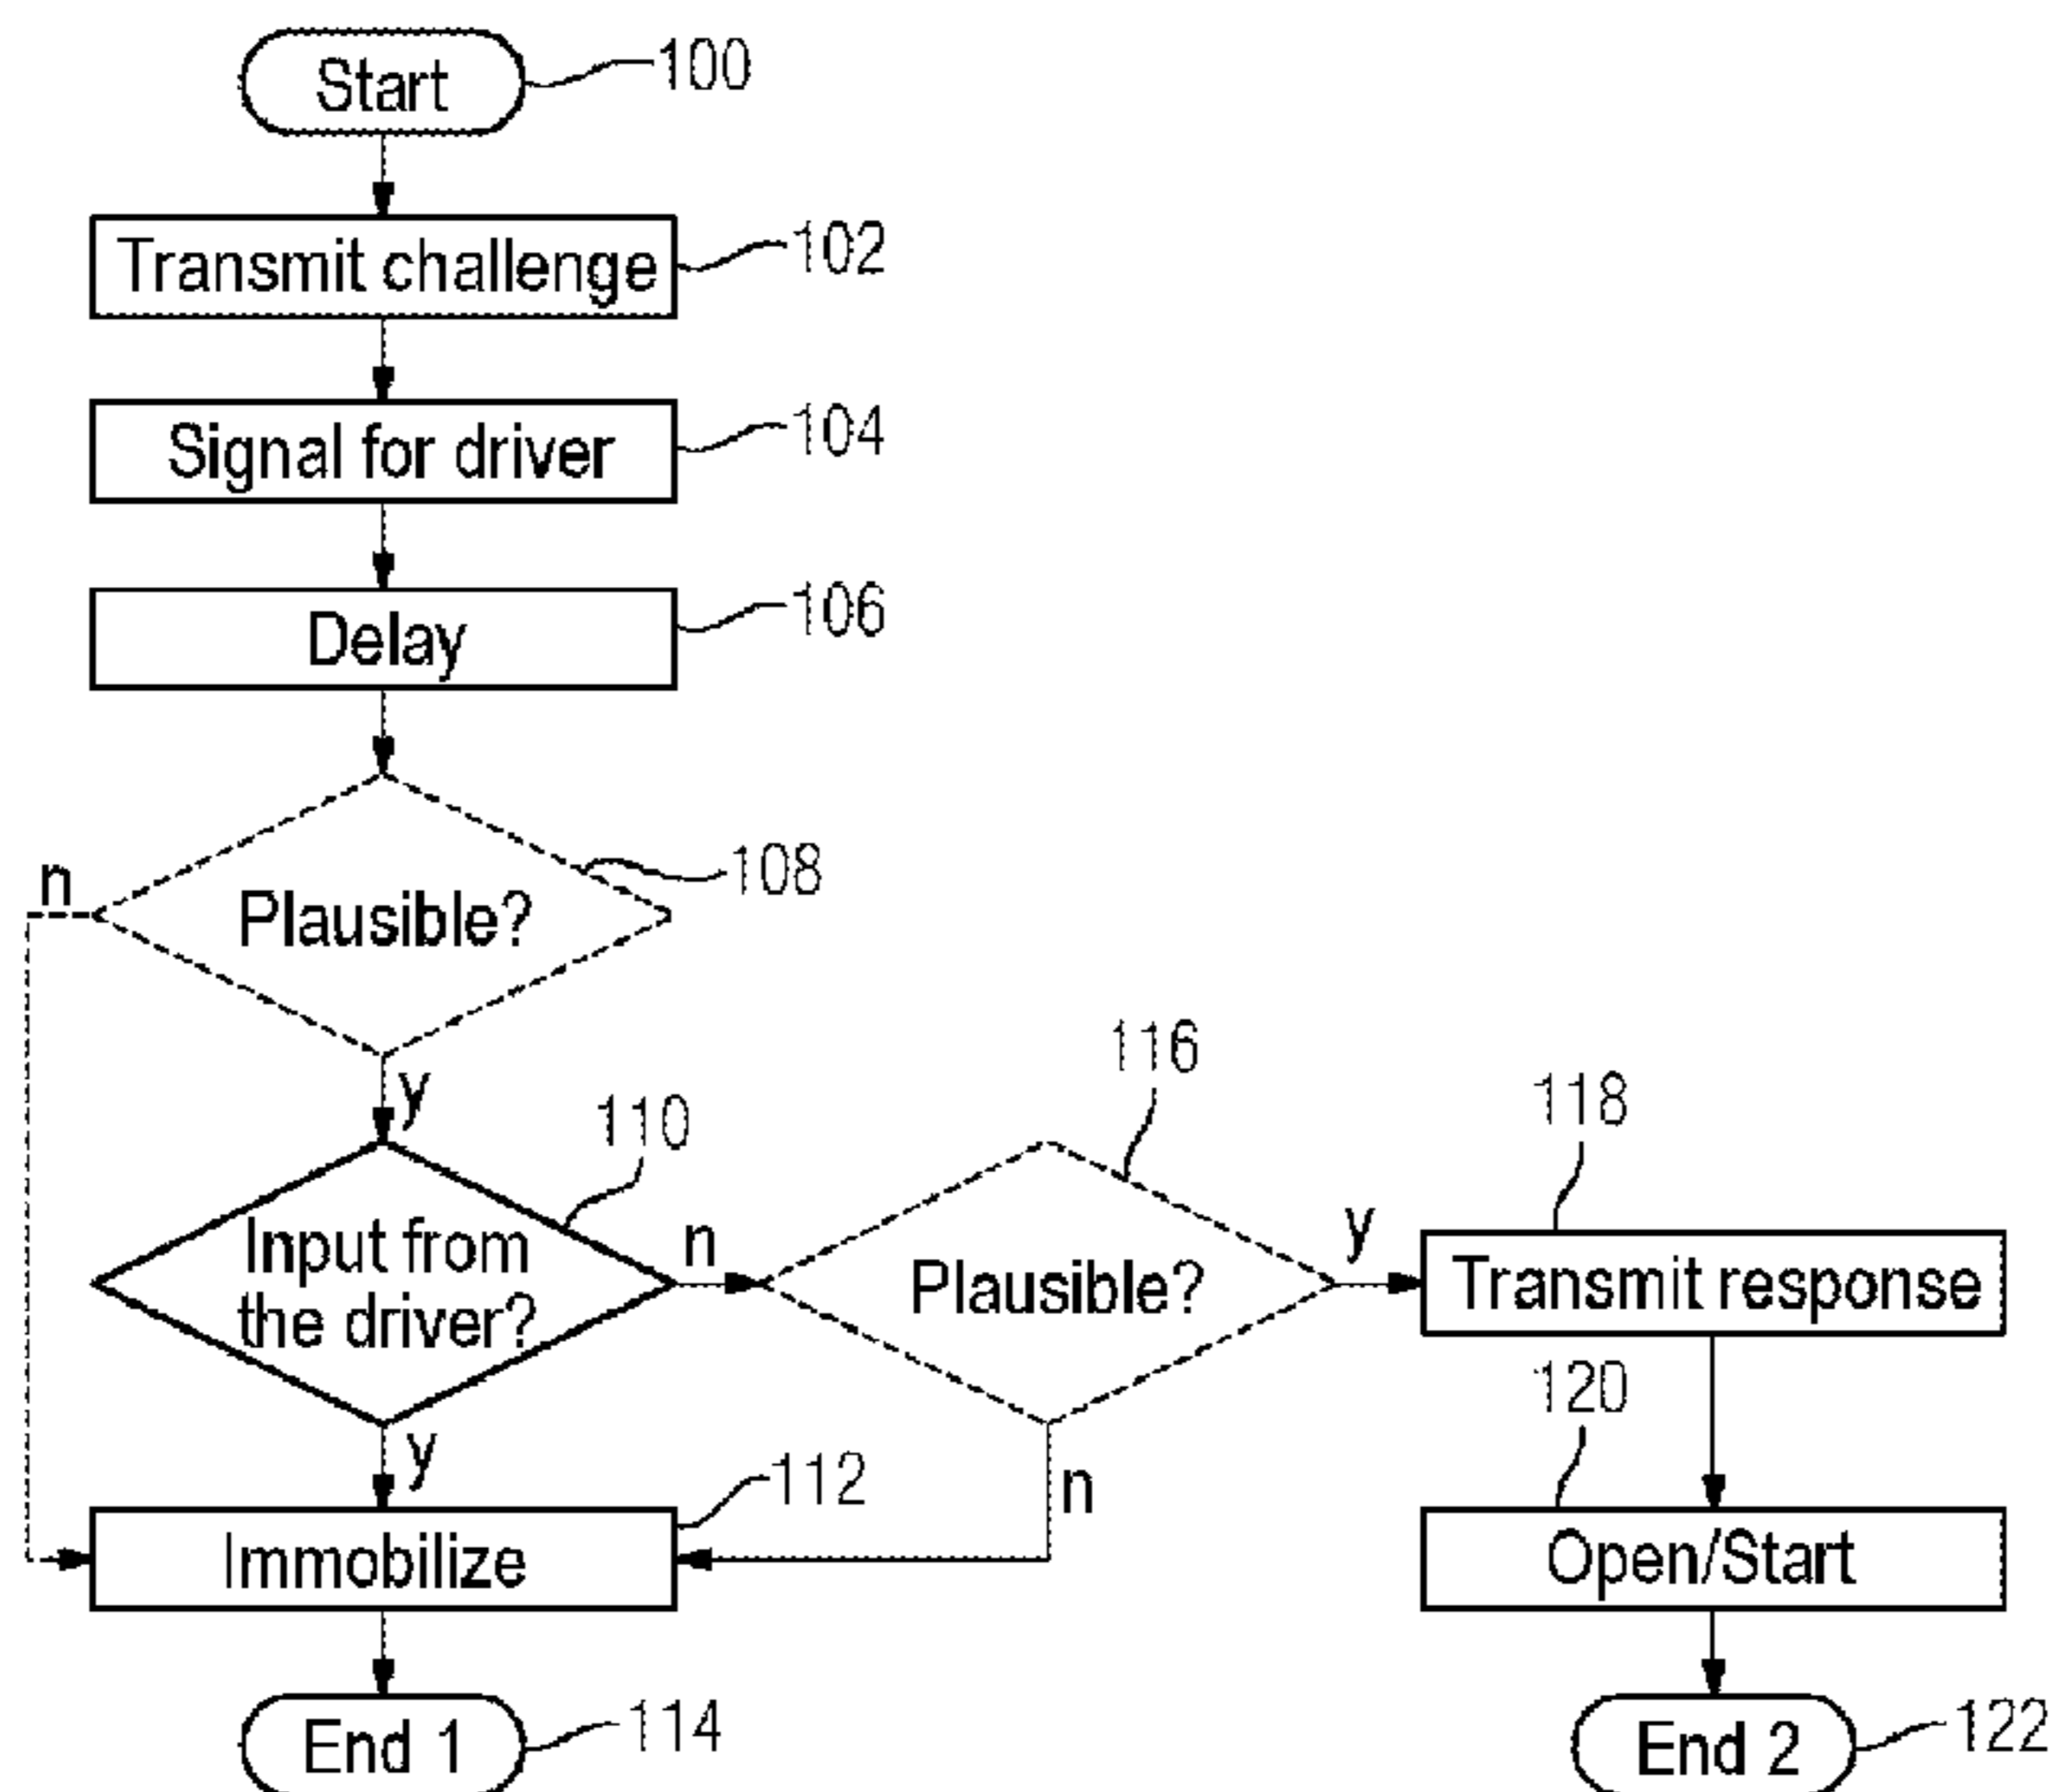 Start
100
Transmit challenge
102
Signal for driver
104
Delay
106
Plausible?
108
n
y
Input from
the driver?
110
n
y
Plausible?
116
y
n
Transmit response
118
Open/Start
120
Immobilize
112
End 1
114
End 2
122